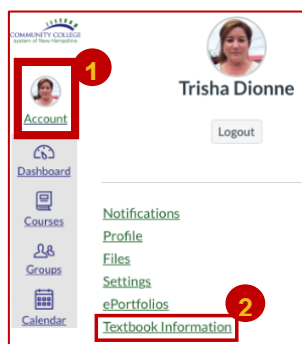 COMMUNITY COLLEGE
system of New Hampshire
1
Account
Dashboard
Courses
Groups
Calendar
Trisha Dionne
Logout
Notifications
Profile
Files
Settings
ePortfolios
2
Textbook Information